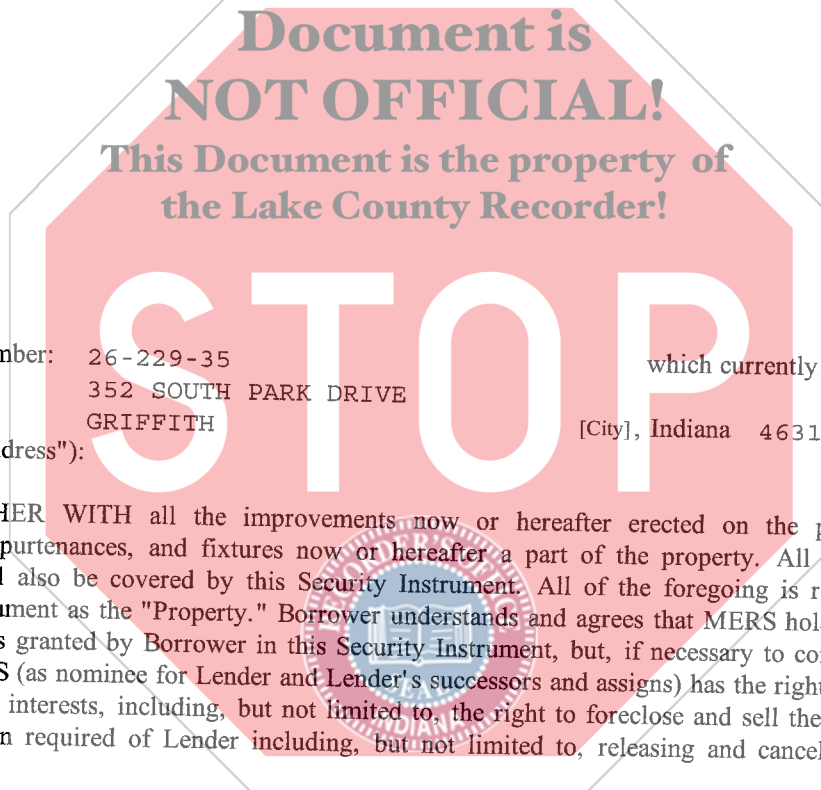 Document is
NOT OFFICIAL!
This Document is the property of
the Lake County Recorder!
STOP
mber: 26-229-35 which currently
352 SOUTH PARK DRIVE
GRIFFITH [City], Indiana 4631
dress"):
HER WITH all the improvements now or hereafter erected on the p
purtenances, and fixtures now or hereafter a part of the property. All
l also be covered by this Security Instrument. All of the foregoing is r
ument as the "Property." Borrower understands and agrees that MERS hol
s granted by Borrower in this Security Instrument, but, if necessary to co
S (as nominee for Lender and Lender's successors and assigns) has the right
interests, including, but not limited to, the right to foreclose and sell the
n required of Lender including, but not limited to, releasing and cancel
INDIANA